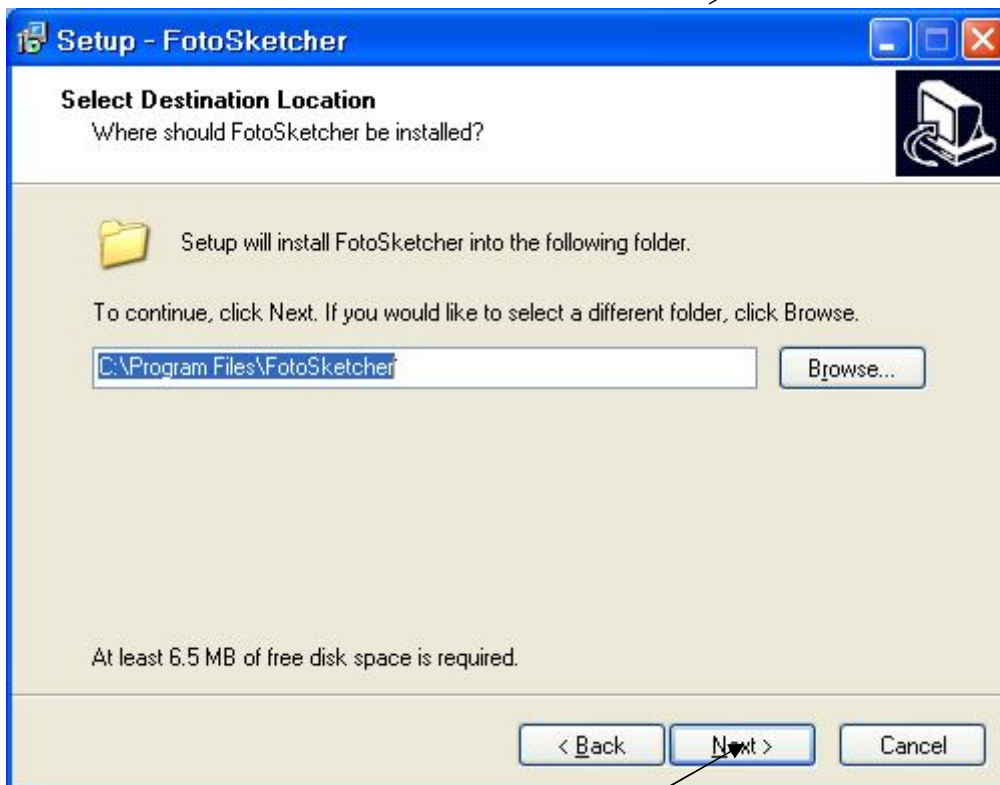 Setup - FotoSketcher
Select Destination Location
Where should FotoSketcher be installed?
Setup will install FotoSketcher into the following folder.
To continue, click Next. If you would like to select a different folder, click Browse.
C:\Program Files\FotoSketcher
Browse...
At least 6.5 MB of free disk space is required.
< Back
Next >
Cancel